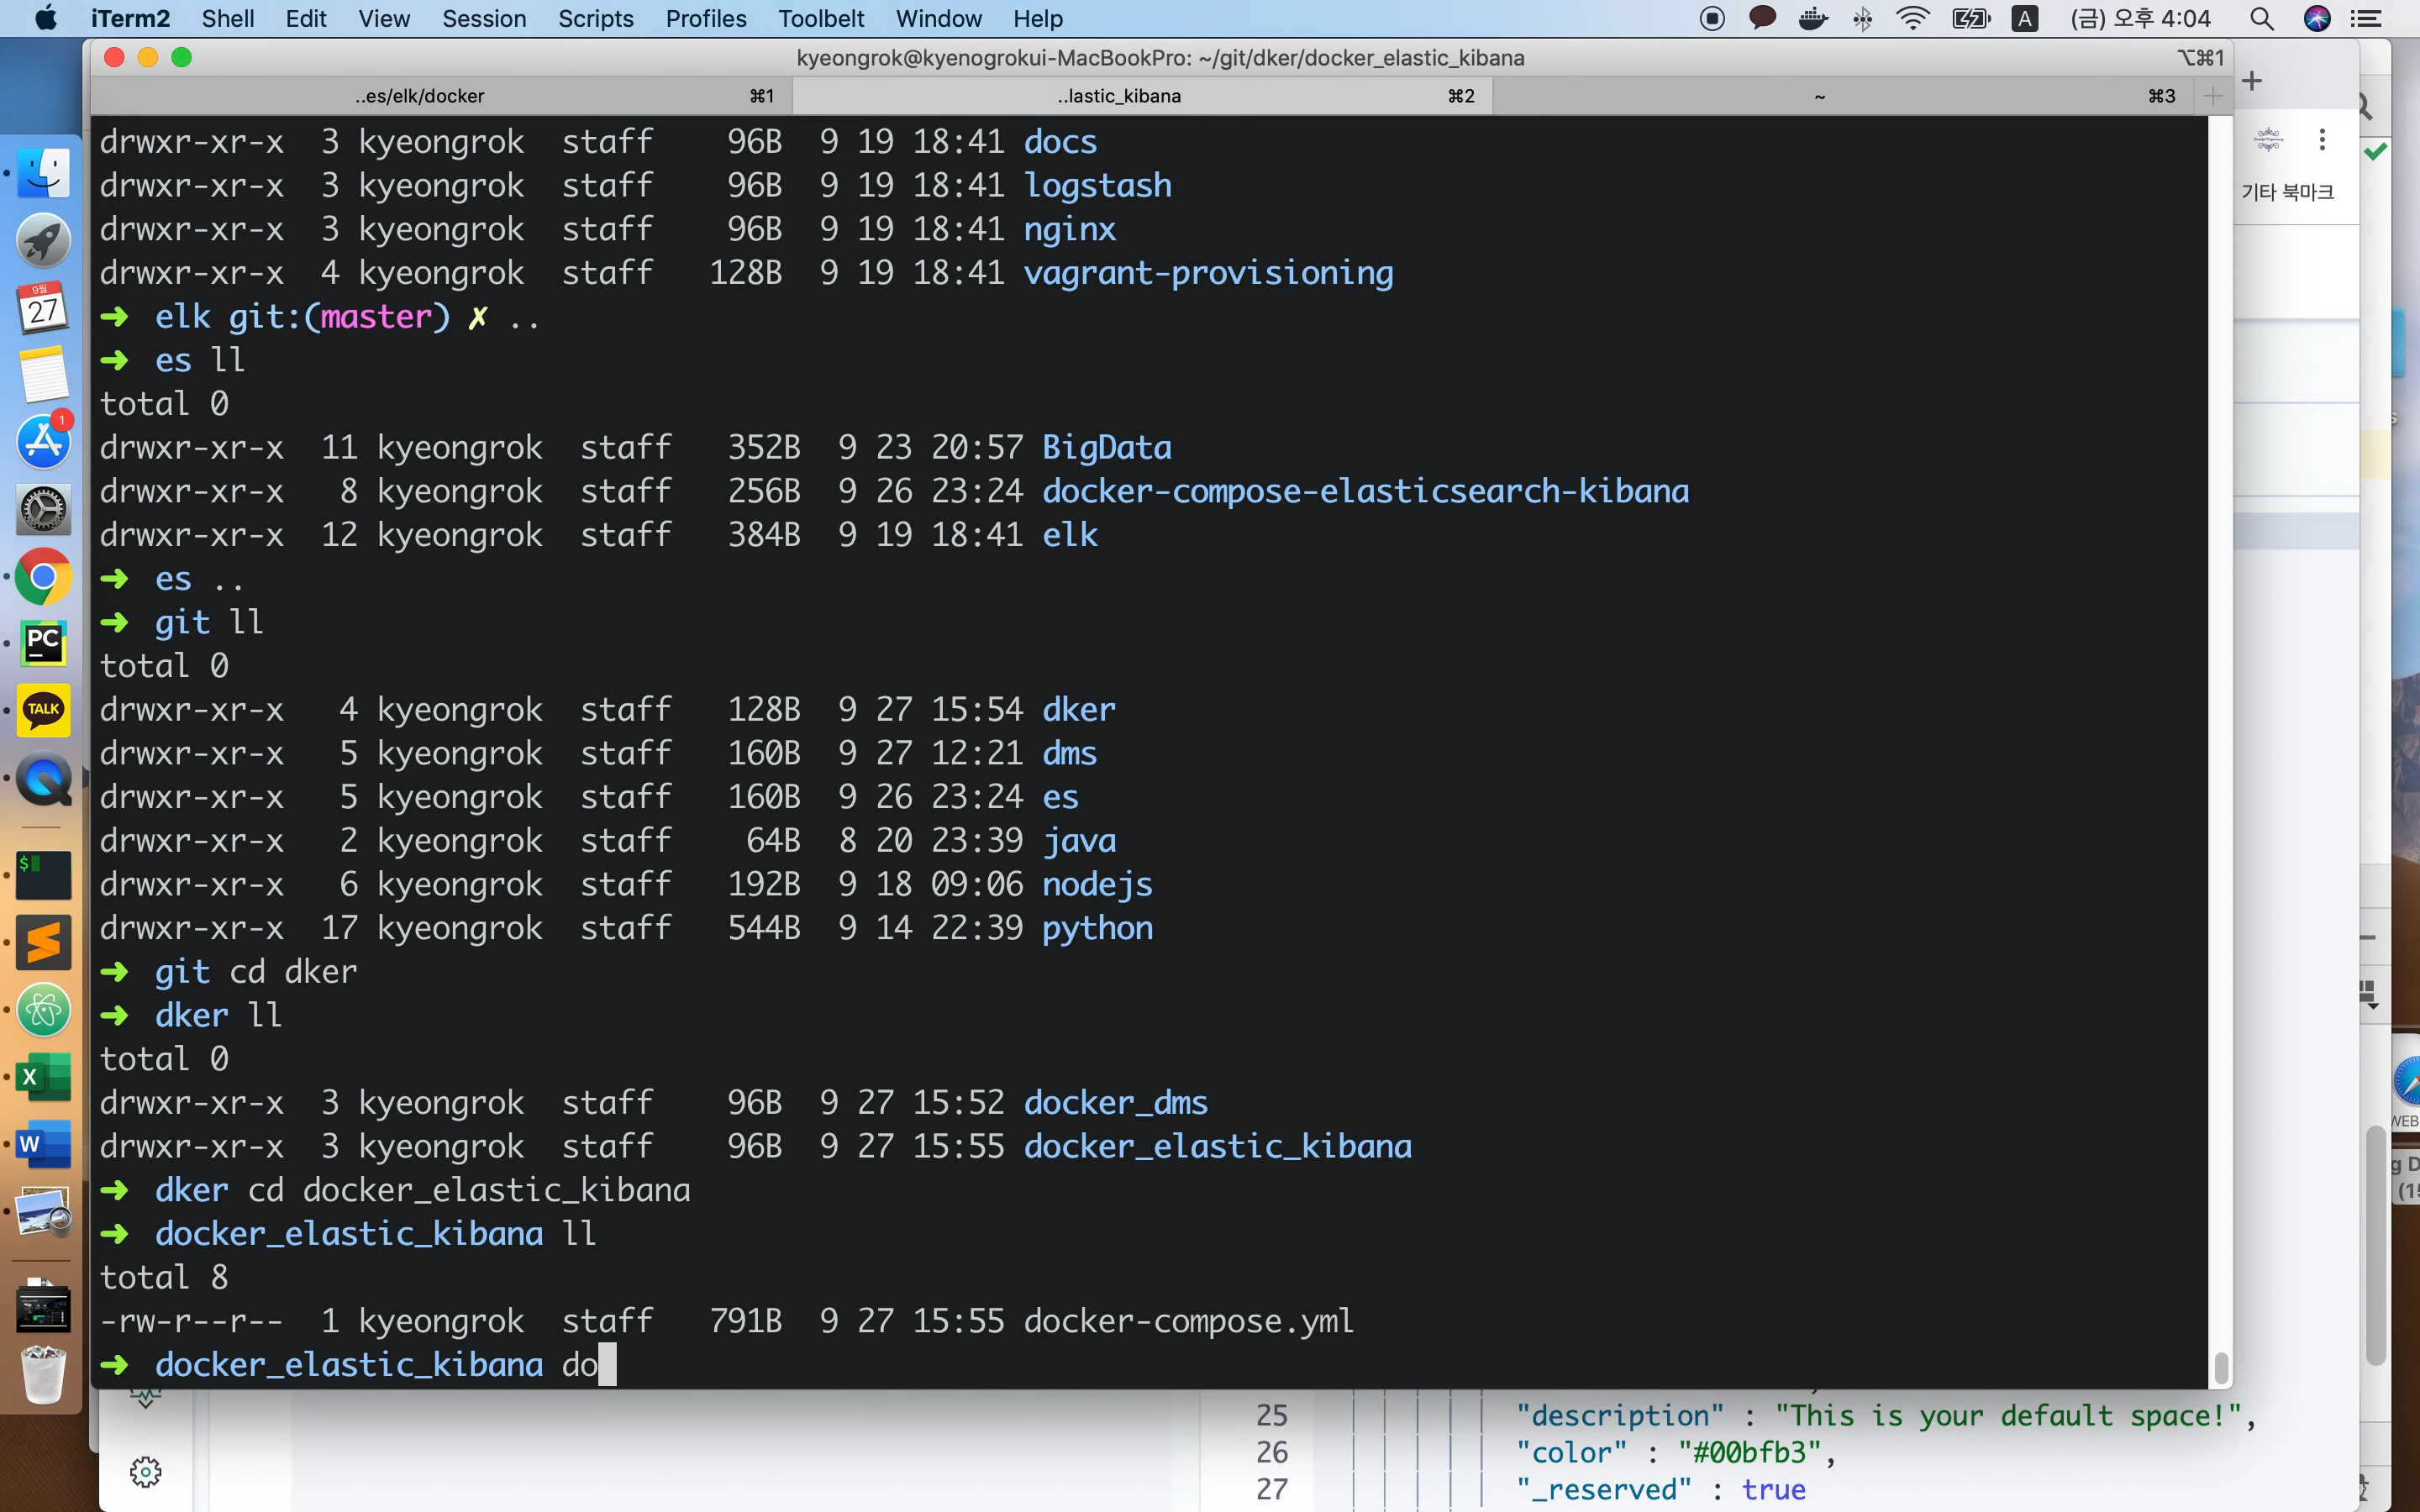 iTerm2 Shell Edit View Session Scripts Profiles Toolbelt Window Help A (금) 오후 4:04
kyeongrok@kyenogrokui-MacBookPro: ~/git/dker/docker_elastic_kibana ⌥⌘1
..es/elk/docker ⌘1 ..lastic_kibana ⌘2 ~ ⌘3
drwxr-xr-x 3 kyeongrok staff 96B 9 19 18:41 docs
drwxr-xr-x 3 kyeongrok staff 96B 9 19 18:41 logstash
drwxr-xr-x 3 kyeongrok staff 96B 9 19 18:41 nginx
drwxr-xr-x 4 kyeongrok staff 128B 9 19 18:41 vagrant-provisioning
➜ elk git:(master) ✗ ..
➜ es ll
total 0
drwxr-xr-x 11 kyeongrok staff 352B 9 23 20:57 BigData
drwxr-xr-x 8 kyeongrok staff 256B 9 26 23:24 docker-compose-elasticsearch-kibana
drwxr-xr-x 12 kyeongrok staff 384B 9 19 18:41 elk
➜ es ..
➜ git ll
total 0
drwxr-xr-x 4 kyeongrok staff 128B 9 27 15:54 dker
drwxr-xr-x 5 kyeongrok staff 160B 9 27 12:21 dms
drwxr-xr-x 5 kyeongrok staff 160B 9 26 23:24 es
drwxr-xr-x 2 kyeongrok staff 64B 8 20 23:39 java
drwxr-xr-x 6 kyeongrok staff 192B 9 18 09:06 nodejs
drwxr-xr-x 17 kyeongrok staff 544B 9 14 22:39 python
➜ git cd dker
➜ dker ll
total 0
drwxr-xr-x 3 kyeongrok staff 96B 9 27 15:52 docker_dms
drwxr-xr-x 3 kyeongrok staff 96B 9 27 15:55 docker_elastic_kibana
➜ dker cd docker_elastic_kibana
➜ docker_elastic_kibana ll
total 8
-rw-r--r-- 1 kyeongrok staff 791B 9 27 15:55 docker-compose.yml
➜ docker_elastic_kibana do
9월
27
1
PC
TALK
$
X
W
기타 북마크
WEB
g D
(15
25 "description" : "This is your default space!",
26 "color" : "#00bfb3",
27 "_reserved" : true